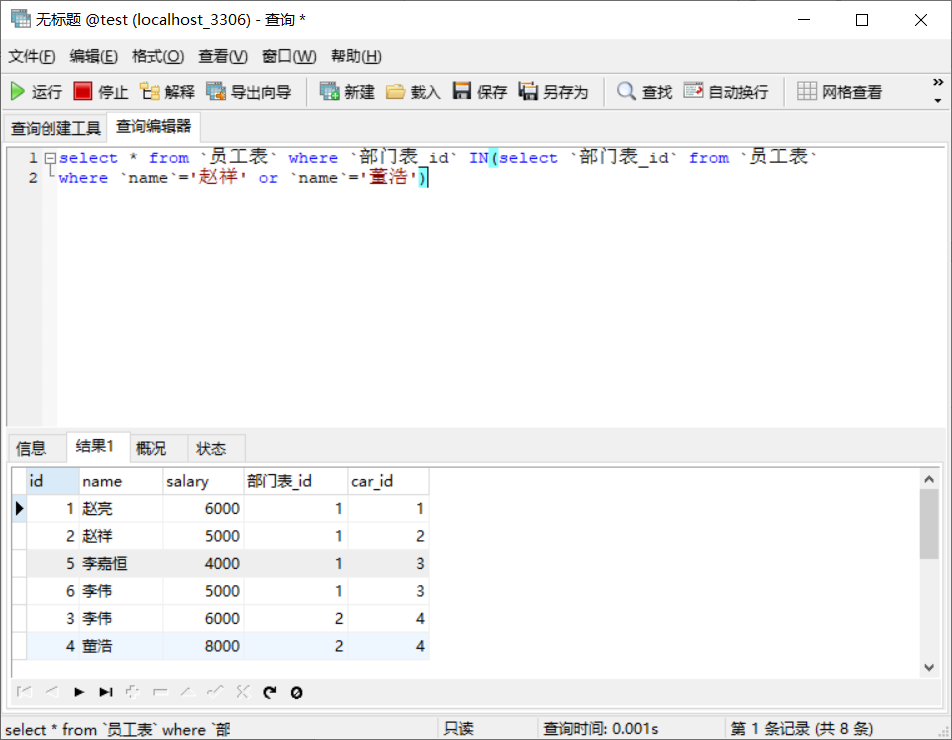 无标题 @test (localhost_3306) - 查询 *
文件(F) 编辑(E) 格式(O) 查看(V) 窗口(W) 帮助(H)
运行 停止 解释 导出向导 新建 载入 保存 另存为 查找 自动换行 网格查看 »
查询创建工具 查询编辑器
1 select * from `员工表` where `部门表_id` IN(select `部门表_id` from `员工表`
2 where `name`='赵祥' or `name`='董浩')
信息 结果1 概况 状态
id name salary 部门表_id car_id
1 赵亮 6000 1 1
2 赵祥 5000 1 2
5 李嘉恒 4000 1 3
6 李伟 5000 1 3
3 李伟 6000 2 4
4 董浩 8000 2 4
select * from `员工表` where `部 只读 查询时间: 0.001s 第 1 条记录 (共 8 条)